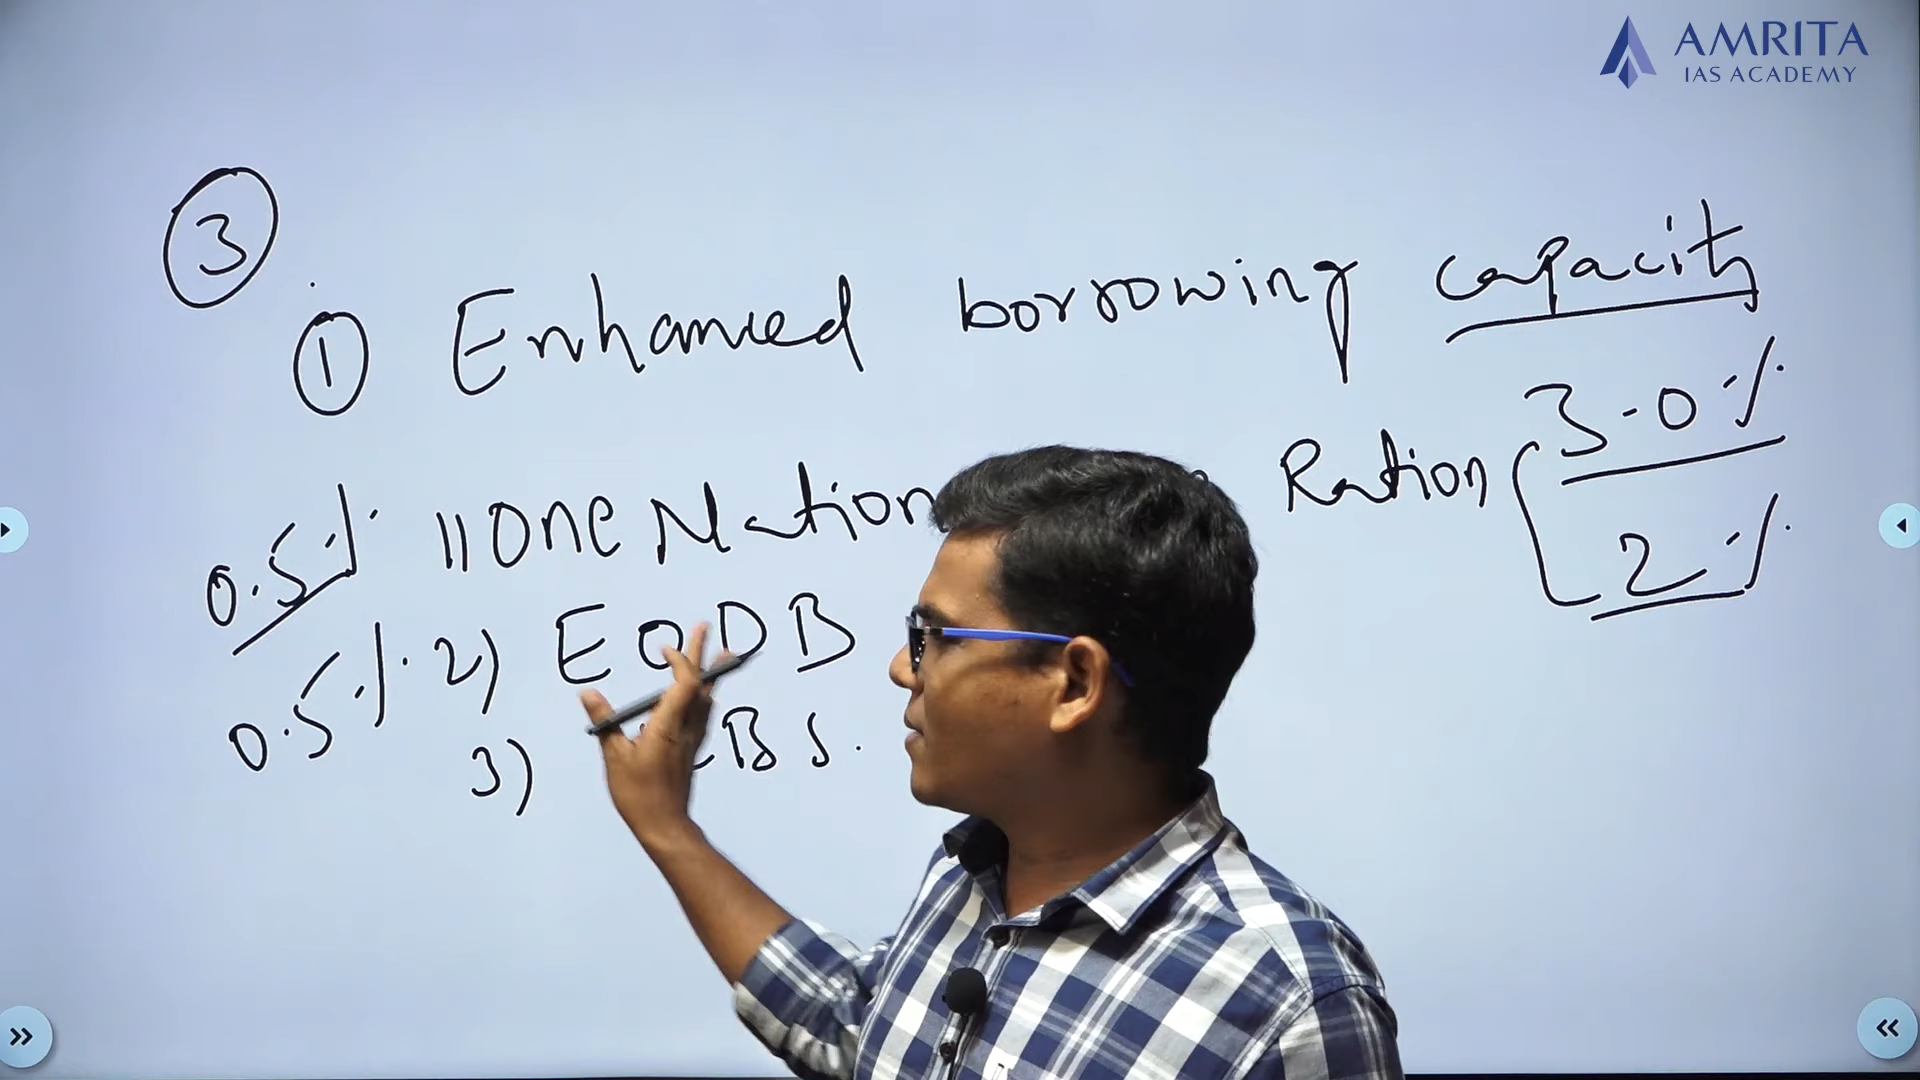 AMRITA
IAS ACADEMY
3
1 Enhanced borrowing capacity
3.0%
0.5% 1) One Nation Ration
2%
0.5% 2) EODB
3) BS.